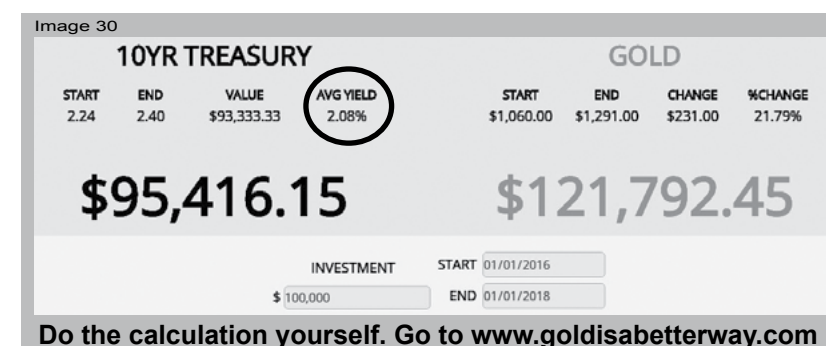 Image 30
10YR TREASURY GOLD
START END VALUE AVG YIELD START END CHANGE %CHANGE
2.24 2.40 $93,333.33 2.08% $1,060.00 $1,291.00 $231.00 21.79%
$95,416.15 $121,792.45
INVESTMENT START 01/01/2016
$ 100,000 END 01/01/2018
Do the calculation yourself. Go to www.goldisabetterway.com